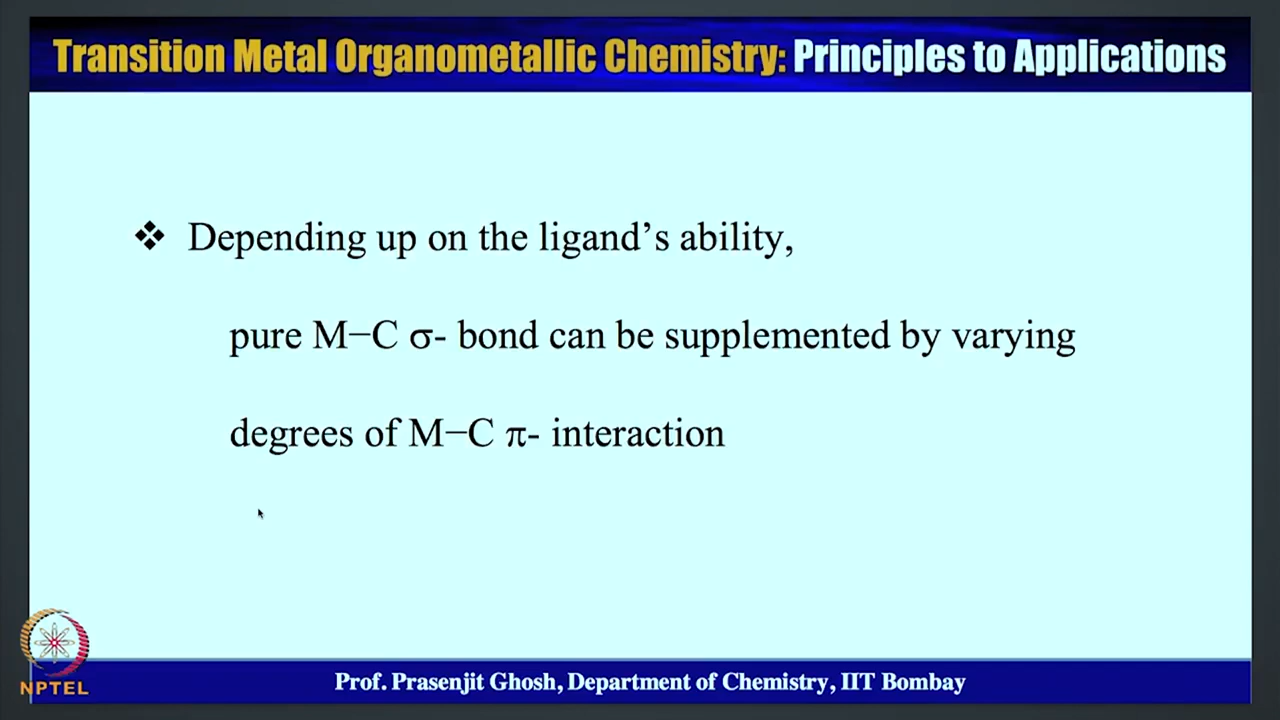 Transition Metal Organometallic Chemistry: Principles to Applications
❖ Depending up on the ligand’s ability,
pure M−C σ- bond can be supplemented by varying
degrees of M−C π- interaction
NPTEL
Prof. Prasenjit Ghosh, Department of Chemistry, IIT Bombay